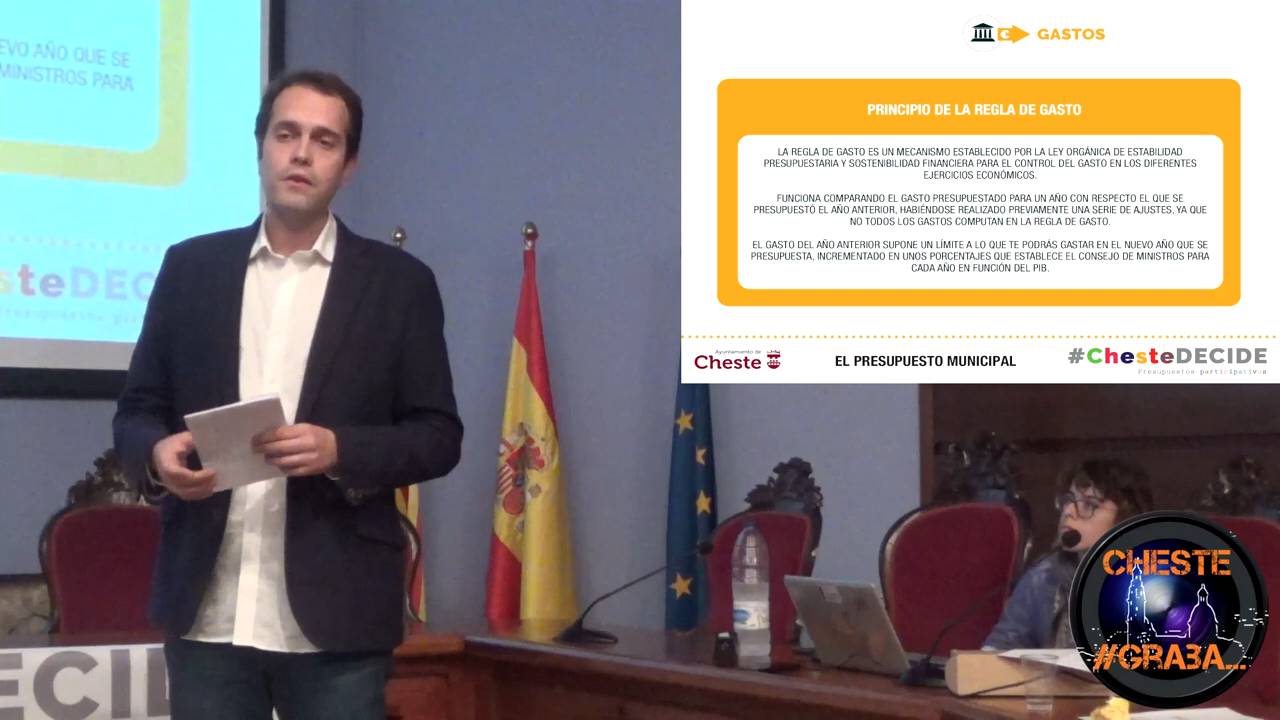 EVO AÑO QUE SE
MINISTROS PARA
steDEC
ECID
GASTOS
PRINCIPIO DE LA REGLA DE GASTO
LA REGLA DE GASTO ES UN MECANISMO ESTABLECIDO POR LA LEY ORGÁNICA DE ESTABILIDAD
PRESUPUESTARIA Y SOSTENIBILIDAD FINANCIERA PARA EL CONTROL DEL GASTO EN LOS DIFERENTES
EJERCICIOS ECONÓMICOS.
FUNCIONA COMPARANDO EL GASTO PRESUPUESTADO PARA UN AÑO CON RESPECTO EL QUE SE
PRESUPUESTÓ EL AÑO ANTERIOR, HABIÉNDOSE REALIZADO PREVIAMENTE UNA SERIE DE AJUSTES, YA QUE
NO TODOS LOS GASTOS COMPUTAN EN LA REGLA DE GASTO.
EL GASTO DEL AÑO ANTERIOR SUPONE UN LÍMITE A LO QUE TE PODRÁS GASTAR EN EL NUEVO AÑO QUE SE
PRESUPUESTA, INCREMENTADO EN UNOS PORCENTAJES QUE ESTABLECE EL CONSEJO DE MINISTROS PARA
CADA AÑO EN FUNCIÓN DEL PIB.
Ayuntamiento de
Cheste
EL PRESUPUESTO MUNICIPAL
#ChesteDECIDE
Presupuestos participativos
CHESTE
#GRABA...